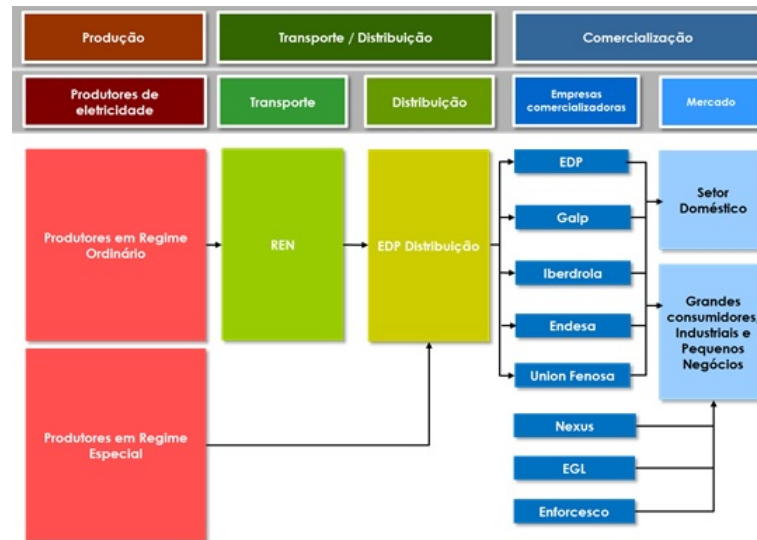 Produção
Transporte / Distribuição
Comercialização
Produtores de
eletricidade
Transporte
Distribuição
Empresas
comercializadoras
Mercado
Produtores em Regime
Ordinário
REN
EDP Distribuição
EDP
Galp
Iberdrola
Endesa
Union Fenosa
Setor
Doméstico
Grandes
consumidores,
Industriais e
Pequenos
Negócios
Produtores em Regime
Especial
Nexus
EGL
Enforcesco